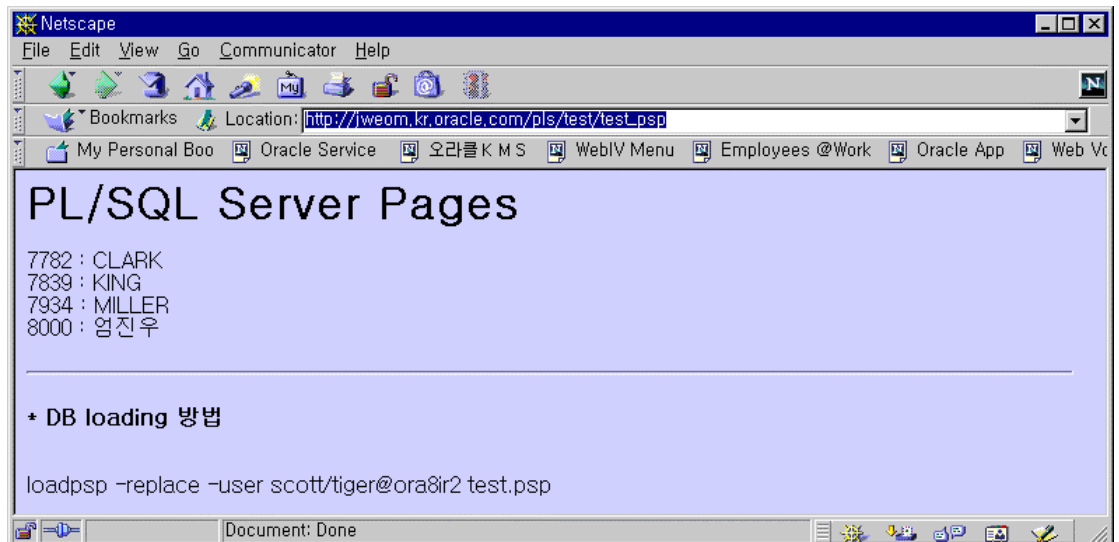 Netscape
File Edit View Go Communicator Help
My
N
Bookmarks Location: http://jweom.kr.oracle.com/pls/test/test_psp
My Personal Boo Oracle Service 오라클 K M S WebIV Menu Employees @Work Oracle App Web Vo
PL/SQL Server Pages
7782 : CLARK
7839 : KING
7934 : MILLER
8000 : 엄진우
* DB loading 방법
loadpsp -replace -user scott/tiger@ora8ir2 test.psp
Document: Done